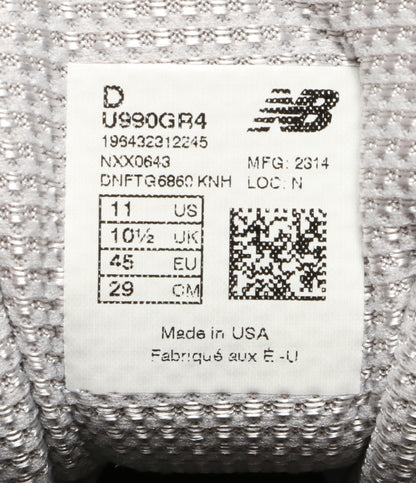 D
NB
U990GR4
196432312245
NXX0643 MFG: 2314
DNFTG6860 KNH LOC: N
11 US
10½ UK
45 EU
29 CM
Made in USA
Fabriqué aux É-U